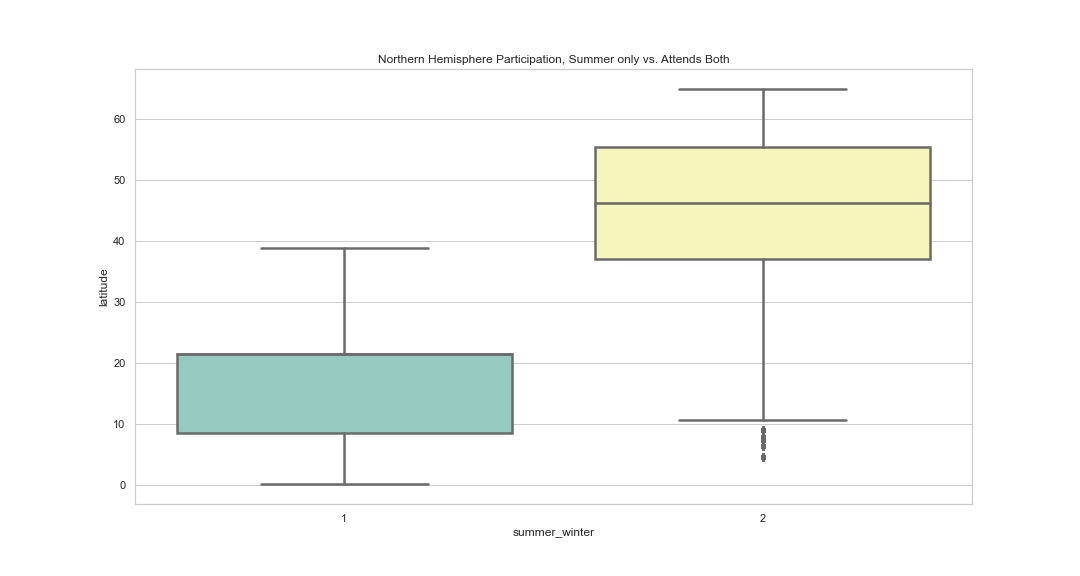 Northern Hemisphere Participation, Summer only vs. Attends Both
60
50
40
30
20
10
0
latitude
1 2
summer_winter